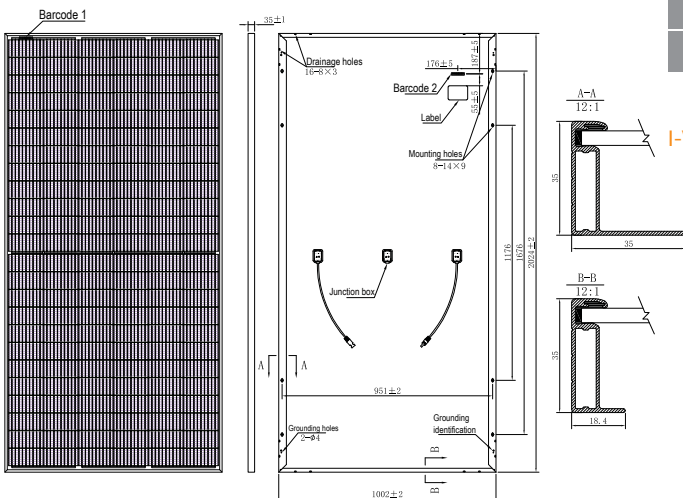 Barcode 1
35±1
Drainage holes
16-8×3
176±5
187±5
Barcode 2
55±5
Label
Mounting holes
8-14×9
Junction box
1176
1676
2024±2
A
A
951±2
Grounding holes
2-ø4
Grounding
identification
B
B
1002±2
A-A
12:1
35
35
I-
B-B
12:1
35
18.4